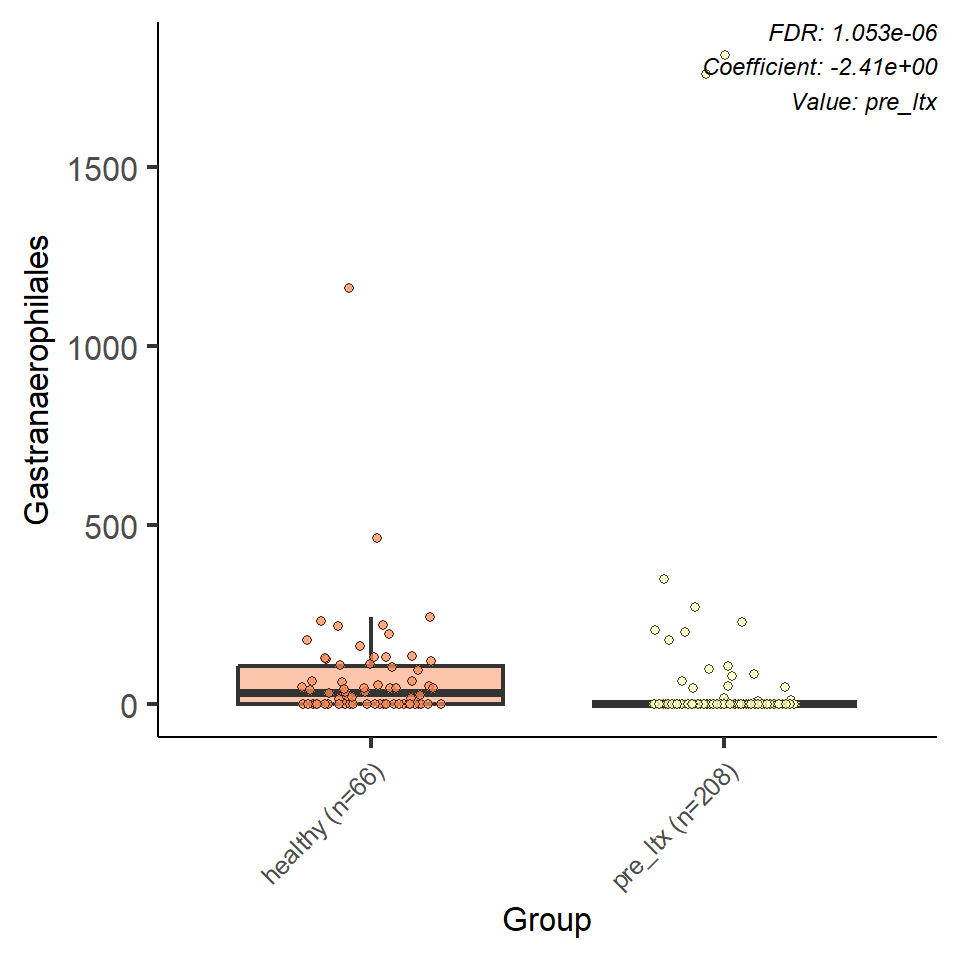 FDR: 1.053e-06
Coefficient: -2.41e+00
Value: pre_ltx
Gastranaerophilales
1500
1000
500
0
healthy (n=66)
pre_ltx (n=208)
Group